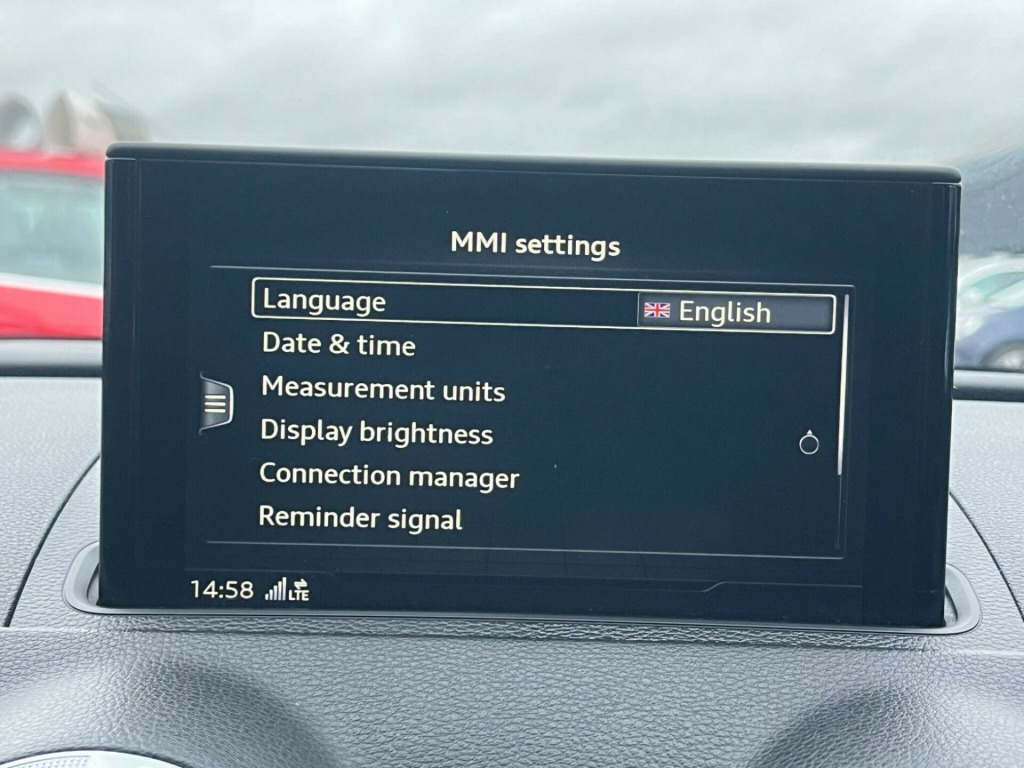 MMI settings
Language English
Date & time
Measurement units
Display brightness
Connection manager
Reminder signal
14:58 LTE